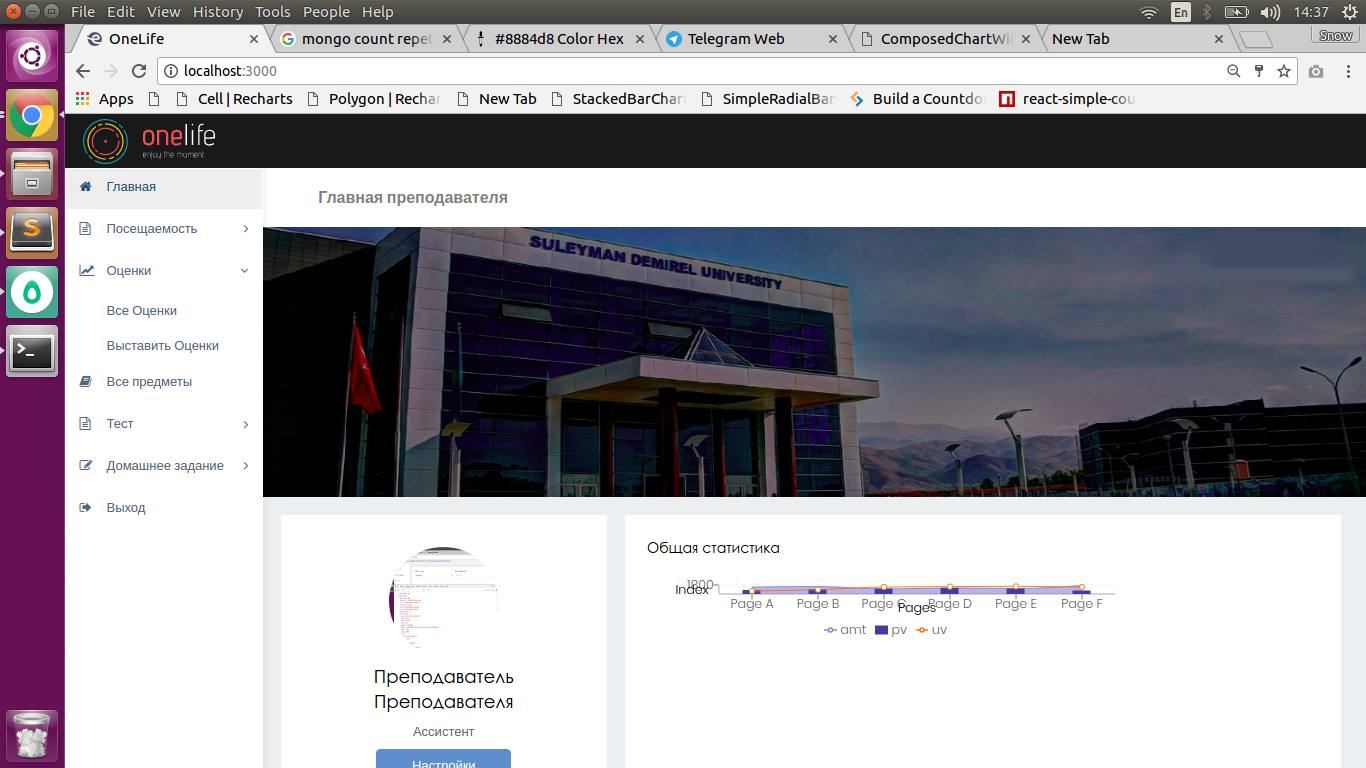 File Edit View History Tools People Help
En
14:37
OneLife
mongo count repet
#8884d8 Color Hex
Telegram Web
ComposedChartWi
New Tab
Snow
localhost:3000
Apps
Cell | Recharts
Polygon | Rechar
New Tab
StackedBarChar
SimpleRadialBar
Build a Countdo
react-simple-cou
onelife
enjoy the moment
Главная
Посещаемость
Оценки
Все Оценки
Выставить Оценки
Все предметы
Тест
Домашнее задание
Выход
Главная преподавателя
SULEYMAN DEMIREL UNIVERSITY
Преподаватель
Преподавателя
Ассистент
Настройки
Общая статистика
1800
Index
Page A Page B Page C Page D Page E Page F
Pages
amt pv uv